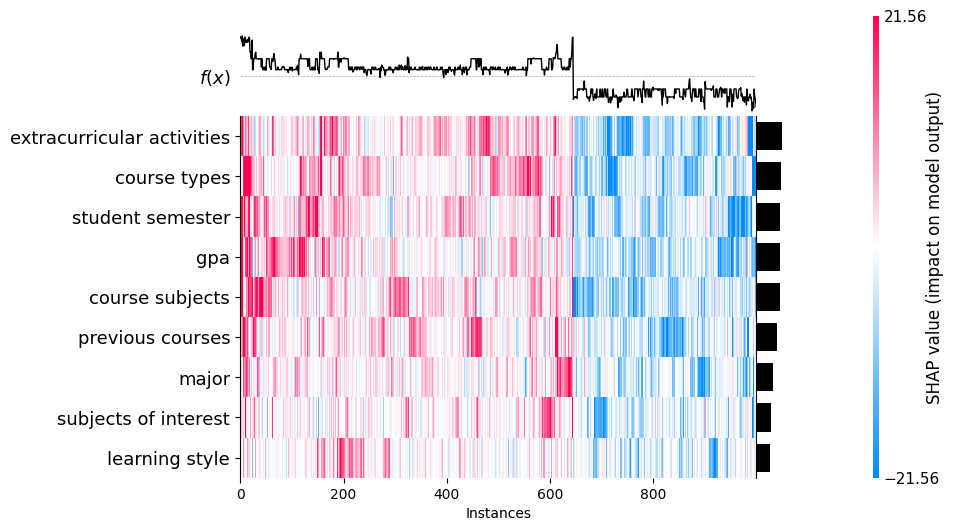 21.56
f(x)
extracurricular activities
course types
student semester
gpa
course subjects
previous courses
major
subjects of interest
learning style
0 200 400 600 800
Instances
SHAP value (impact on model output)
−21.56